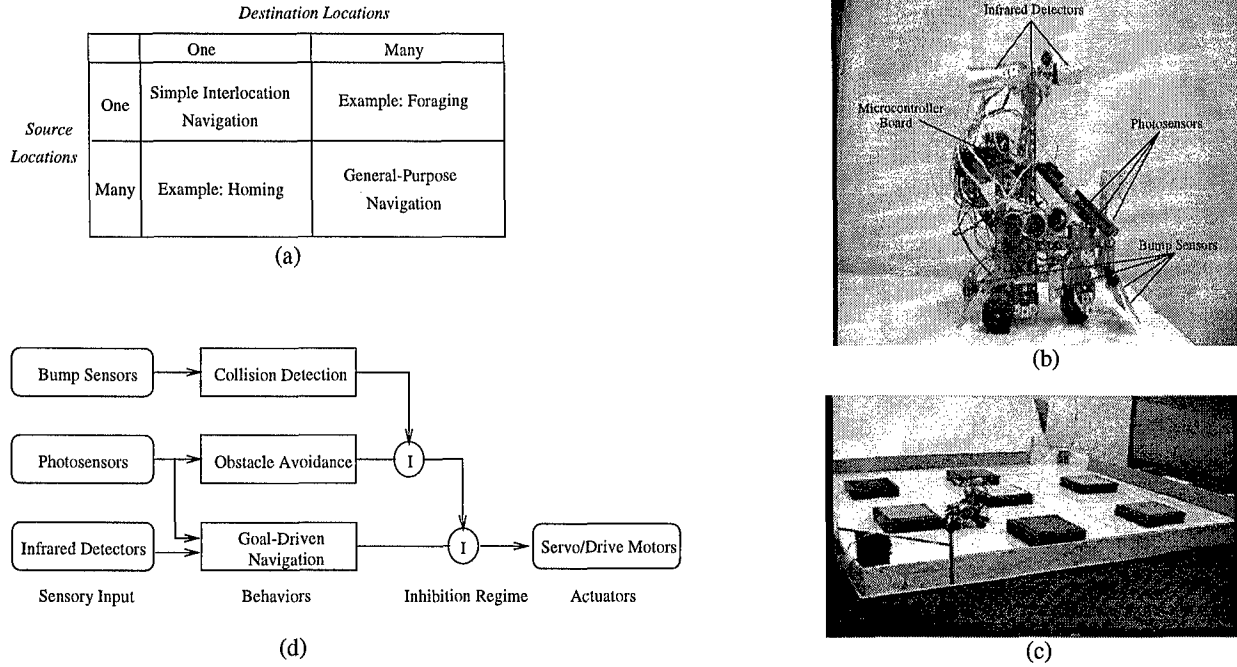 Destination Locations
One
Many
Source
Locations
One
Simple Interlocation
Navigation
Example: Foraging
Many
Example: Homing
General-Purpose
Navigation
(a)
Infrared Detectors
Microcontroller
Board
Photosensors
Bump Sensors
(b)
Bump Sensors
Collision Detection
Photosensors
Obstacle Avoidance
I
Infrared Detectors
Goal-Driven
Navigation
I
Servo/Drive Motors
Sensory Input
Behaviors
Inhibition Regime
Actuators
(d)
(c)